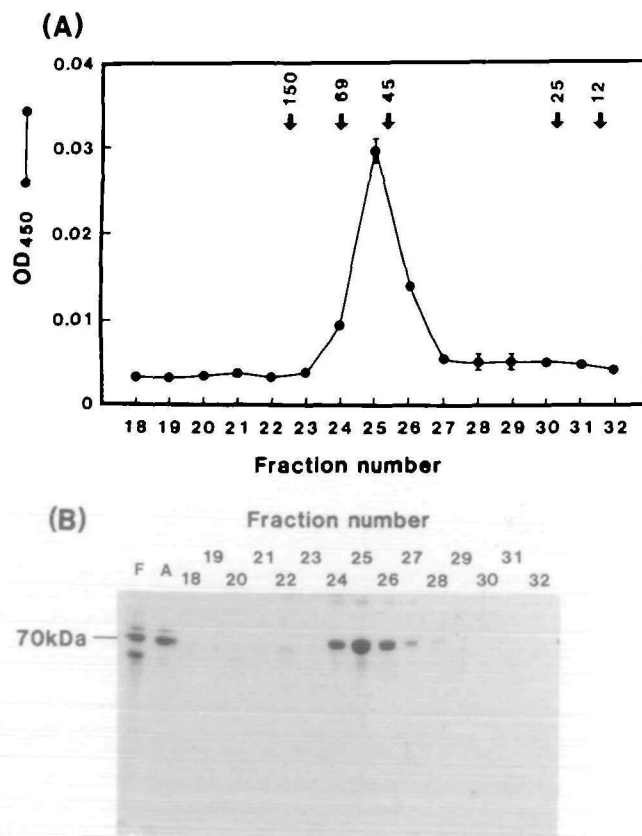 (A)
0.04
0.03
0.02
0.01
0
OD450
150
69
45
25
12
18 19 20 21 22 23 24 25 26 27 28 29 30 31 32
Fraction number
(B)
Fraction number
19 21 23 25 27 29 31
F A 18 20 22 24 26 28 30 32
70kDa